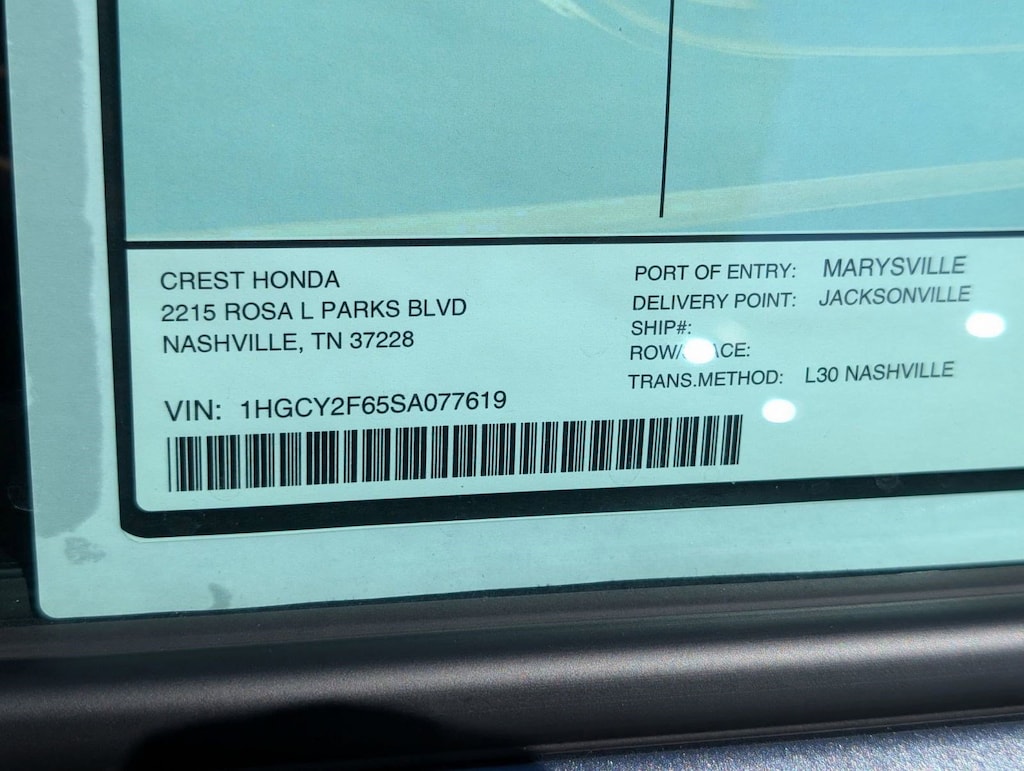 CREST HONDA
2215 ROSA L PARKS BLVD
NASHVILLE, TN 37228
VIN: 1HGCY2F65SA077619
PORT OF ENTRY: MARYSVILLE
DELIVERY POINT: JACKSONVILLE
SHIP#:
TRANS.METHOD: L30 NASHVILLE